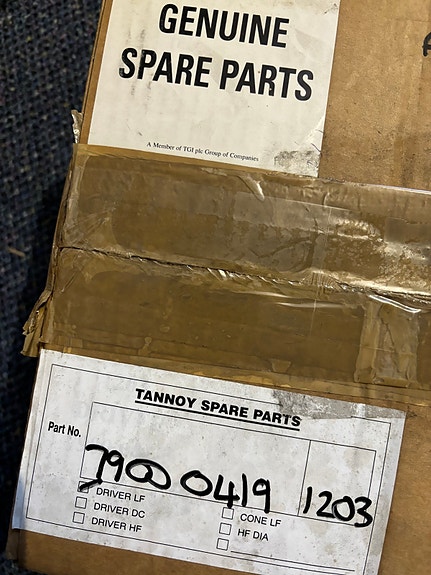 GENUINE
SPARE PARTS
A Member of TGI plc Group of Companies
TANNOY SPARE PARTS
Part No.
7900 0419 1203
DRIVER LF
DRIVER DC
DRIVER HF
CONE LF
HF DIA